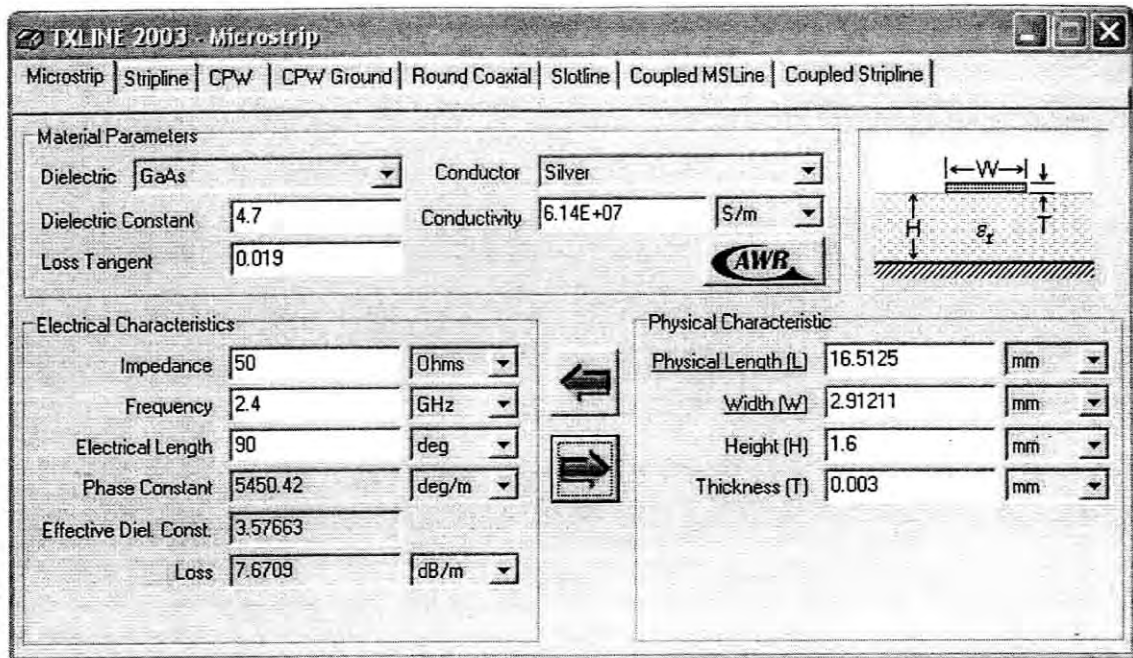 TXLINE 2003 - Microstrip
Microstrip Stripline CPW CPW Ground Round Coaxial Slotline Coupled MSLine Coupled Stripline
Material Parameters
Dielectric GaAs Conductor Silver
Dielectric Constant 4.7 Conductivity 6.14E+07 S/m
Loss Tangent 0.019
AWR
W
H
εr
T
Electrical Characteristics
Impedance 50 Ohms
Frequency 2.4 GHz
Electrical Length 90 deg
Phase Constant 5450.42 deg/m
Effective Diel. Const. 3.57663
Loss 7.6709 dB/m
Physical Characteristic
Physical Length (L) 16.5125 mm
Width (W) 2.91211 mm
Height (H) 1.6 mm
Thickness (T) 0.003 mm